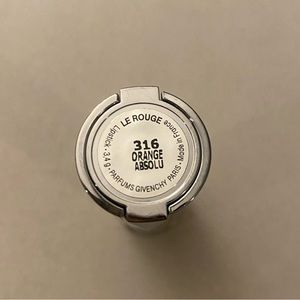 LE ROUGE
Lipstick · 3.4 g · PARFUMS GIVENCHY PARIS · Made in France
316
ORANGE
ABSOLU